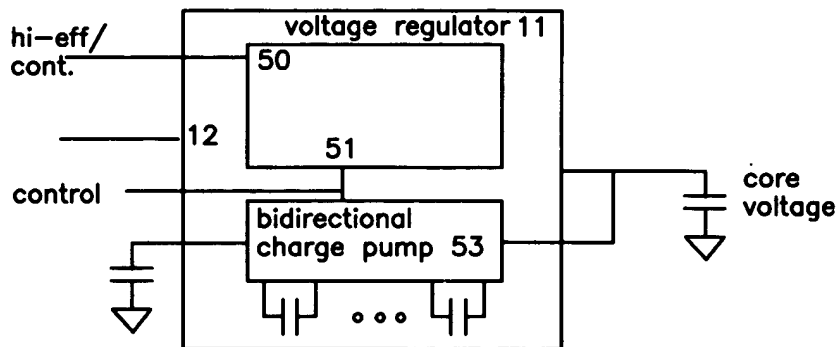 voltage regulator 11
hi-eff/
cont.
50
12
51
control
bidirectional
charge pump 53
core
voltage